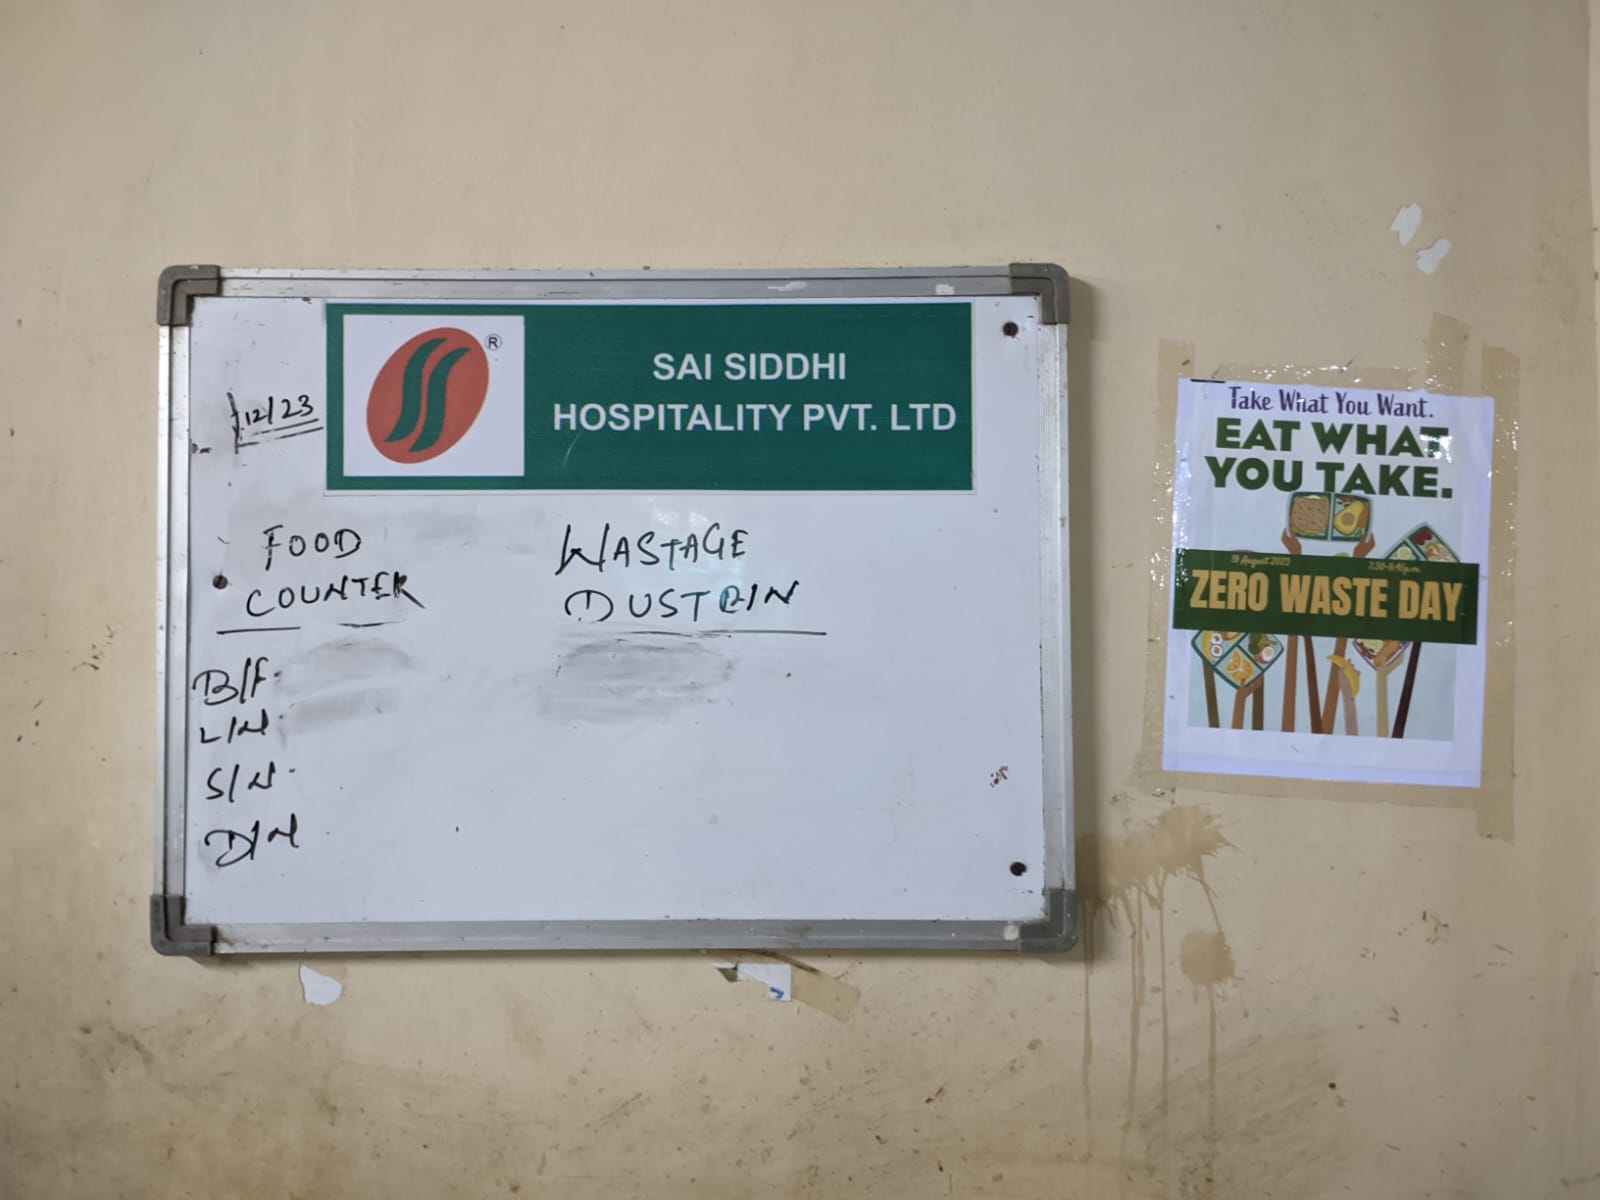 SAI SIDDHI
HOSPITALITY PVT. LTD
®
12/23
FOOD
COUNTER
WASTAGE
DUSTBIN
B/F.
L/N.
S/N.
D/N
Take What You Want.
EAT WHAT
YOU TAKE.
19 August 2023
7:30-9:45pm
ZERO WASTE DAY